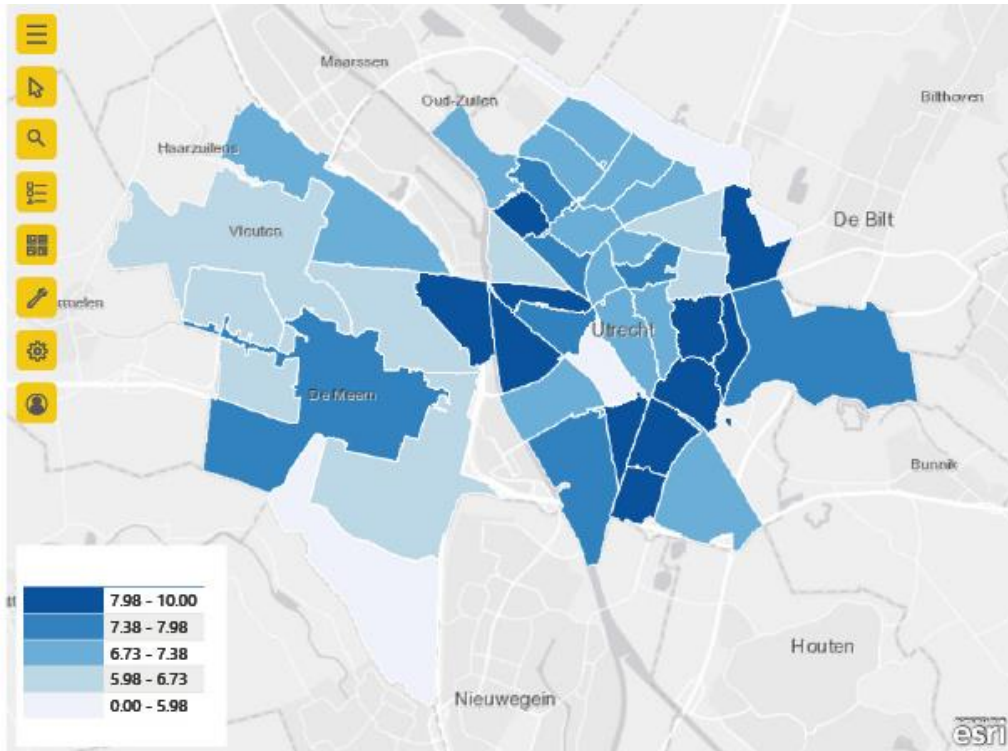 Maarssen
Oud-Zuilen
Bilthoven
Haarzuilens
De Bilt
Vleuten
Utrecht
De Meern
Bunnik
7.98 - 10.00
7.38 - 7.98
6.73 - 7.38
5.98 - 6.73
0.00 - 5.98
Houten
Nieuwegein
esri